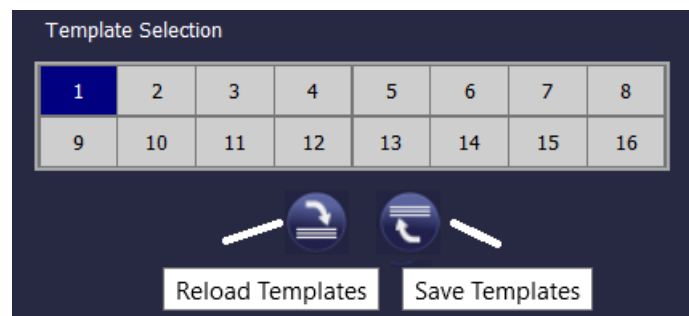 Template Selection
1 2 3 4 5 6 7 8
9 10 11 12 13 14 15 16
Reload Templates Save Templates